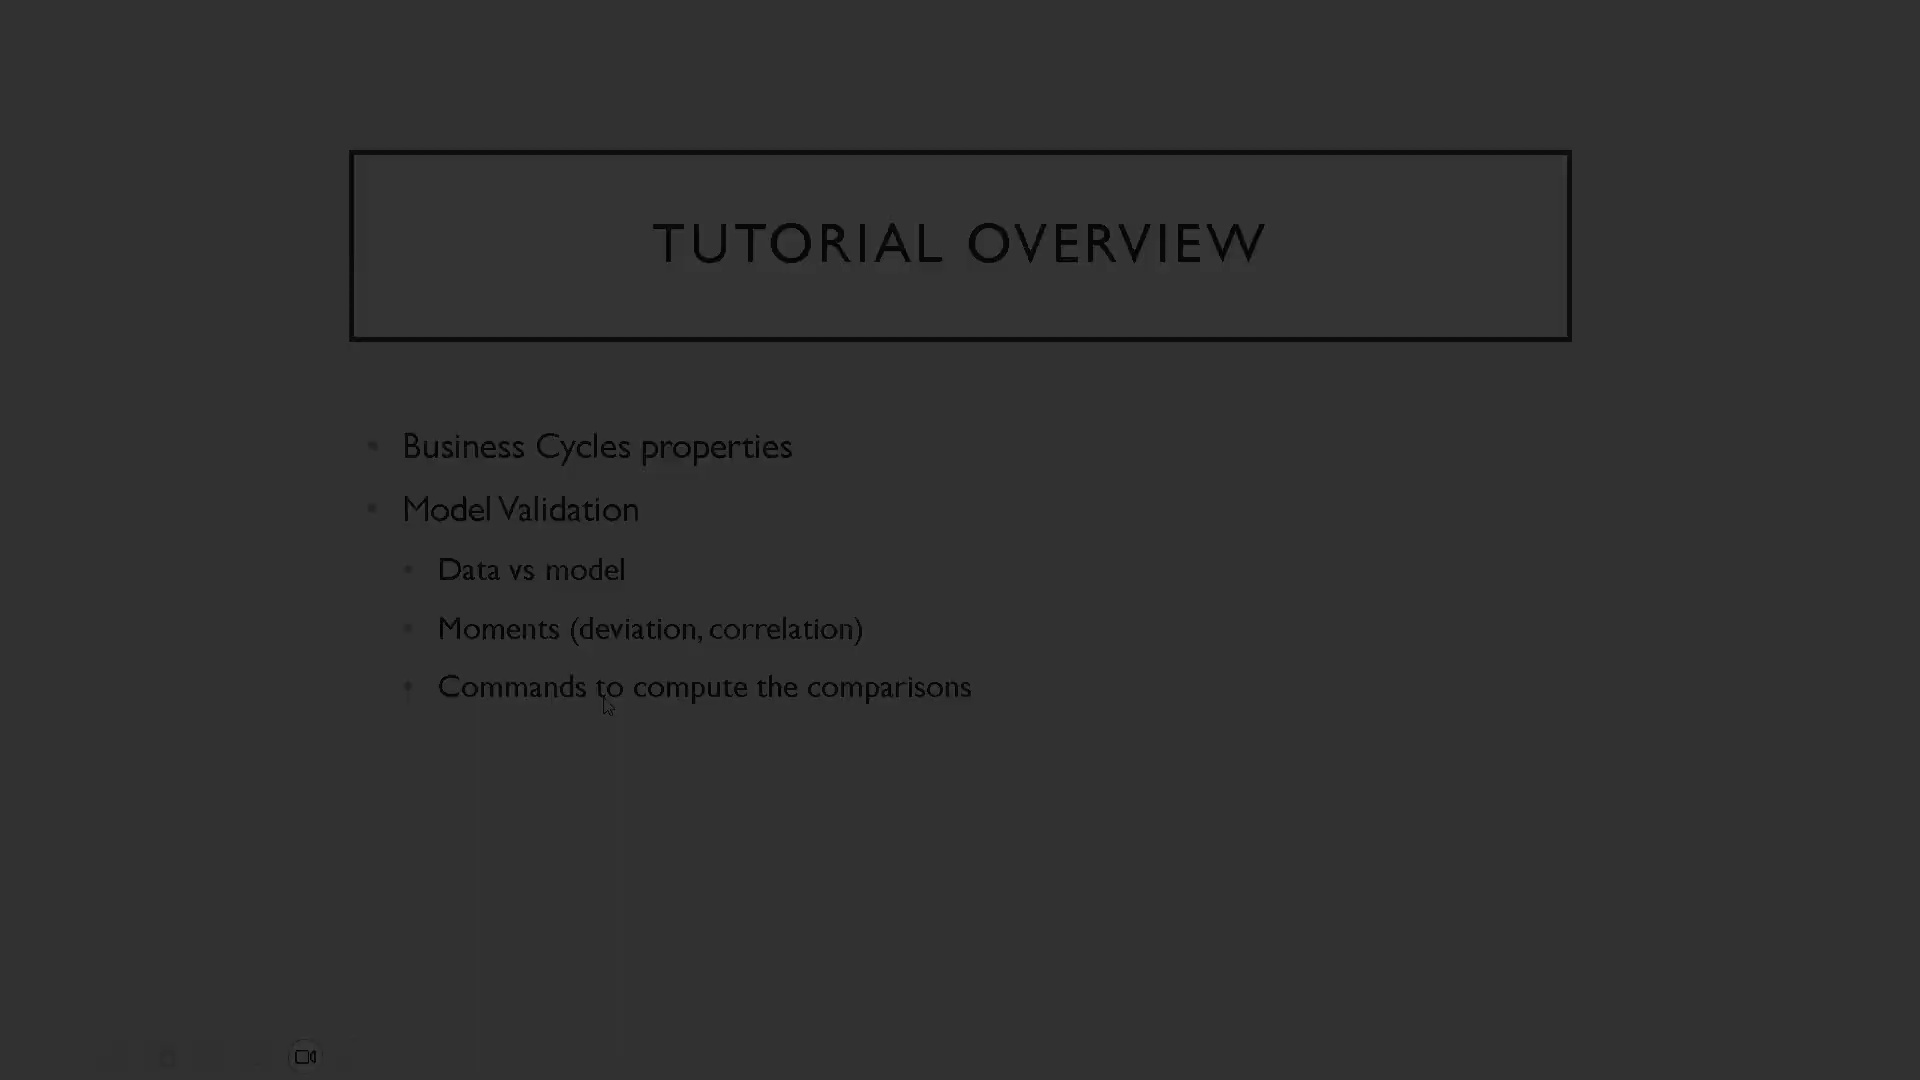 TUTORIAL OVERVIEW
Business Cycles properties
Model Validation
Data vs model
Moments (deviation, correlation)
Commands to compute the comparisons